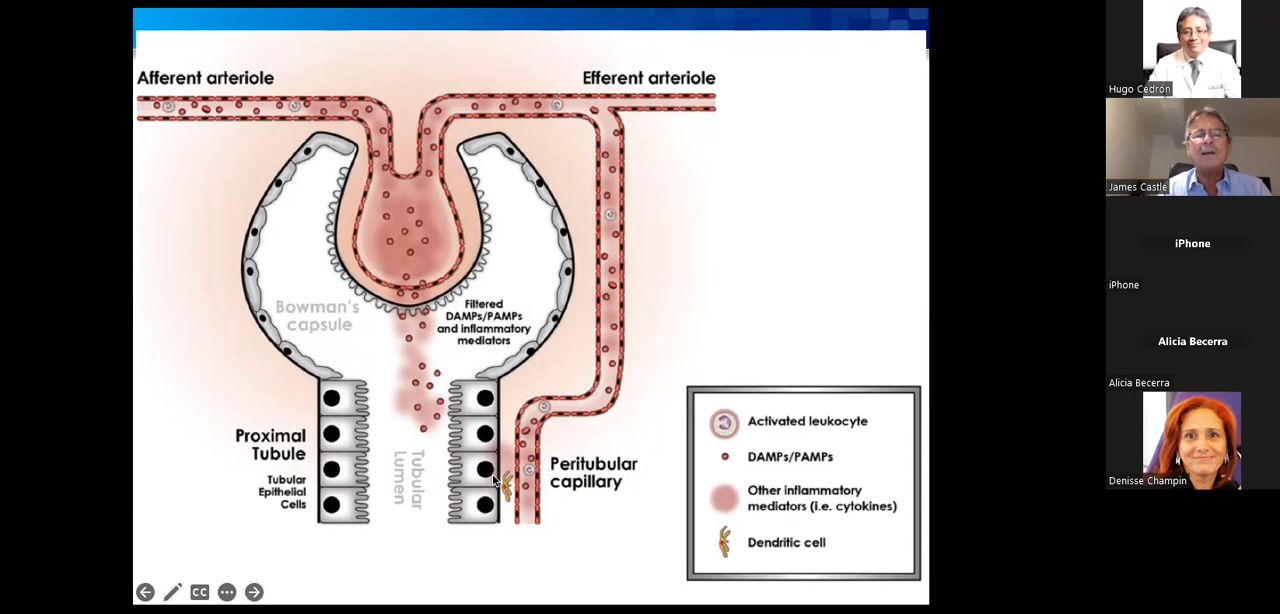 Afferent arteriole
Efferent arteriole
Bowman's
capsule
Filtered
DAMPs/PAMPs
and inflammatory
mediators
Proximal
Tubule
Tubular
Epithelial
Cells
Tubular
Lumen
Peritubular
capillary
Activated leukocyte
DAMPs/PAMPs
Other inflammatory
mediators (i.e. cytokines)
Dendritic cell
CC
Hugo Cedrón
James Castle
iPhone
iPhone
Alicia Becerra
Alicia Becerra
Denisse Champin